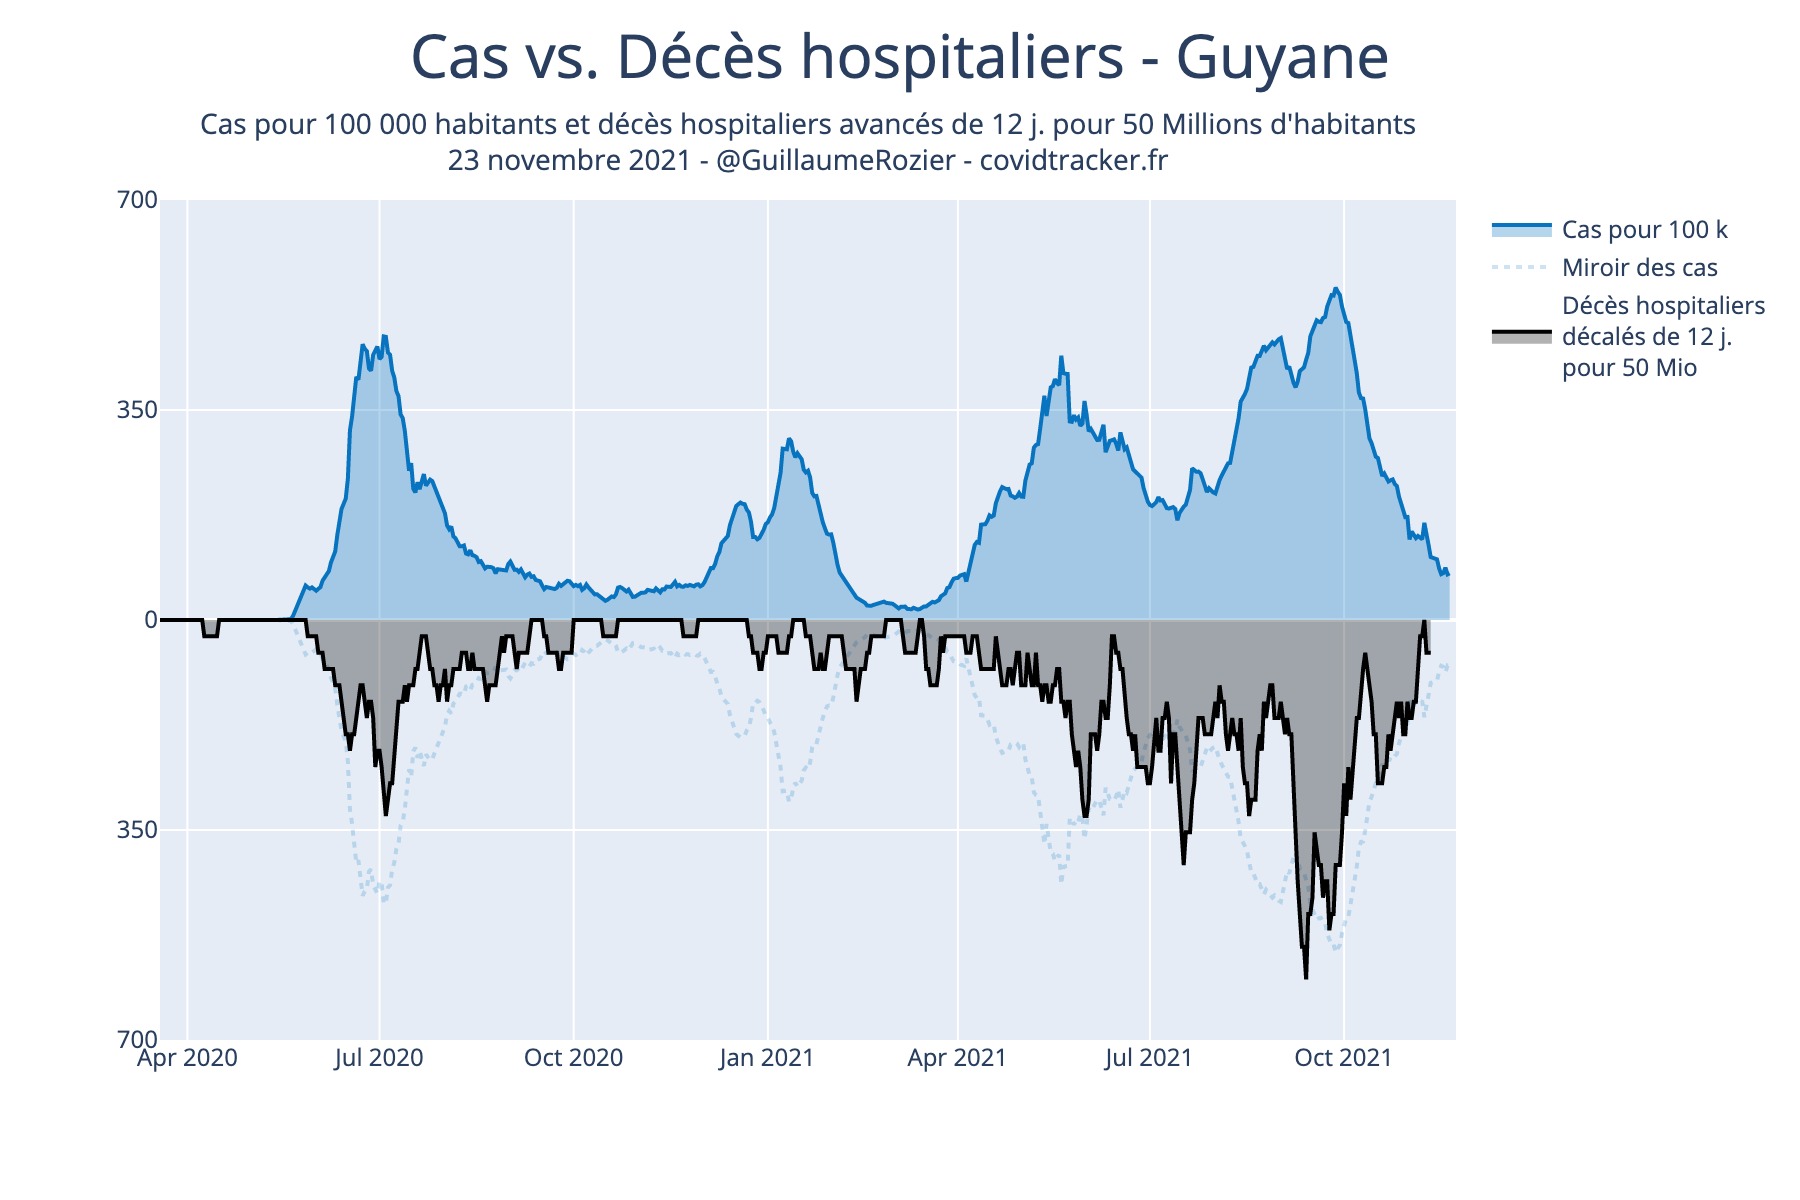 Cas vs. Décès hospitaliers - Guyane
Cas pour 100 000 habitants et décès hospitaliers avancés de 12 j. pour 50 Millions d'habitants
23 novembre 2021 - @GuillaumeRozier - covidtracker.fr
700
350
0
350
700
Apr 2020
Jul 2020
Oct 2020
Jan 2021
Apr 2021
Jul 2021
Oct 2021
Cas pour 100 k
Miroir des cas
Décès hospitaliers
décalés de 12 j.
pour 50 Mio